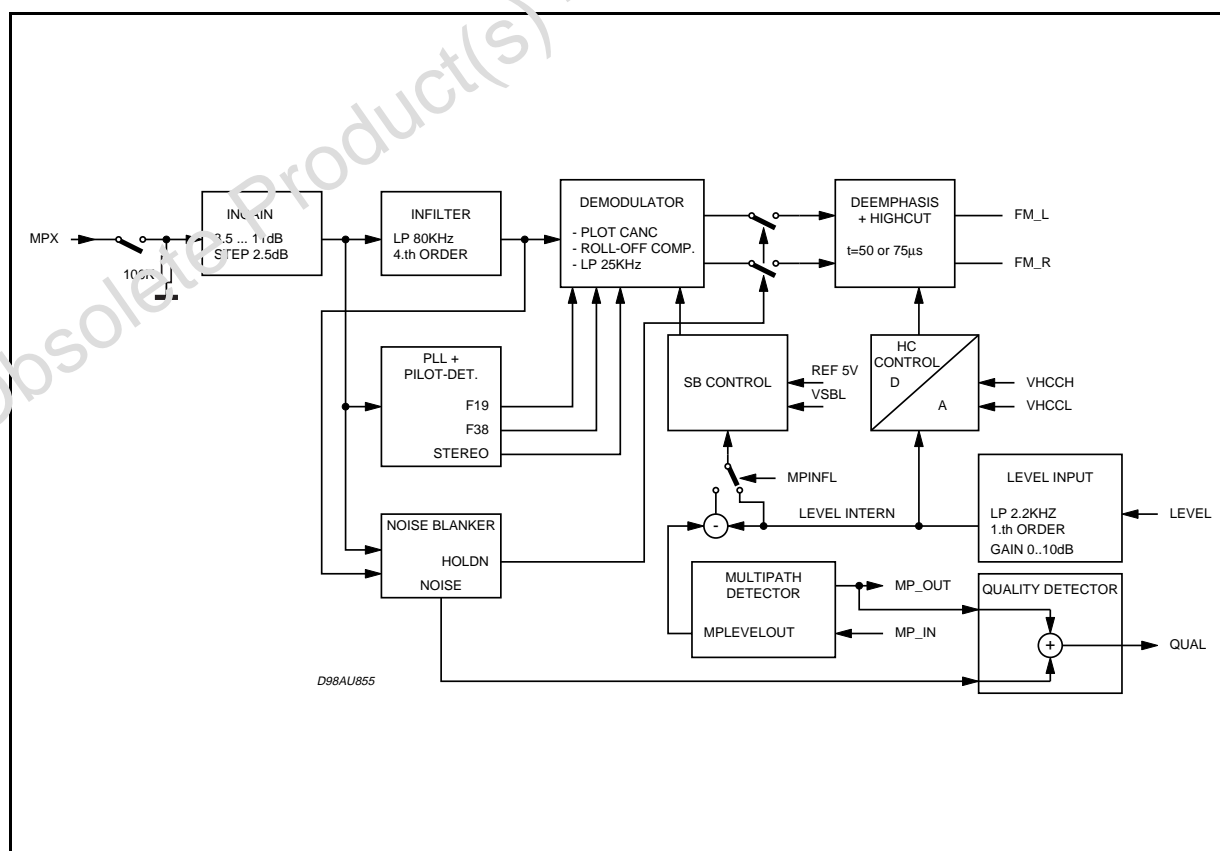 Obsolete Product(s)
MPX
100K
INGAIN
3.5 ... 11dB
STEP 2.5dB
INFILTER
LP 80KHz
4.th ORDER
DEMODULATOR
- PLOT CANC
- ROLL-OFF COMP.
- LP 25KHz
DEEMPHASIS
+ HIGHCUT
t=50 or 75µs
FM_L
FM_R
PLL +
PILOT-DET.
F19
F38
STEREO
SB CONTROL
REF 5V
VSBL
HC
CONTROL
D
A
VHCCH
VHCCL
MPINFL
LEVEL INTERN
LEVEL INPUT
LP 2.2KHZ
1.th ORDER
GAIN 0..10dB
LEVEL
NOISE BLANKER
HOLDN
NOISE
-
MULTIPATH
DETECTOR
MPLEVELOUT
MP_OUT
MP_IN
QUALITY DETECTOR
+
QUAL
D98AU855